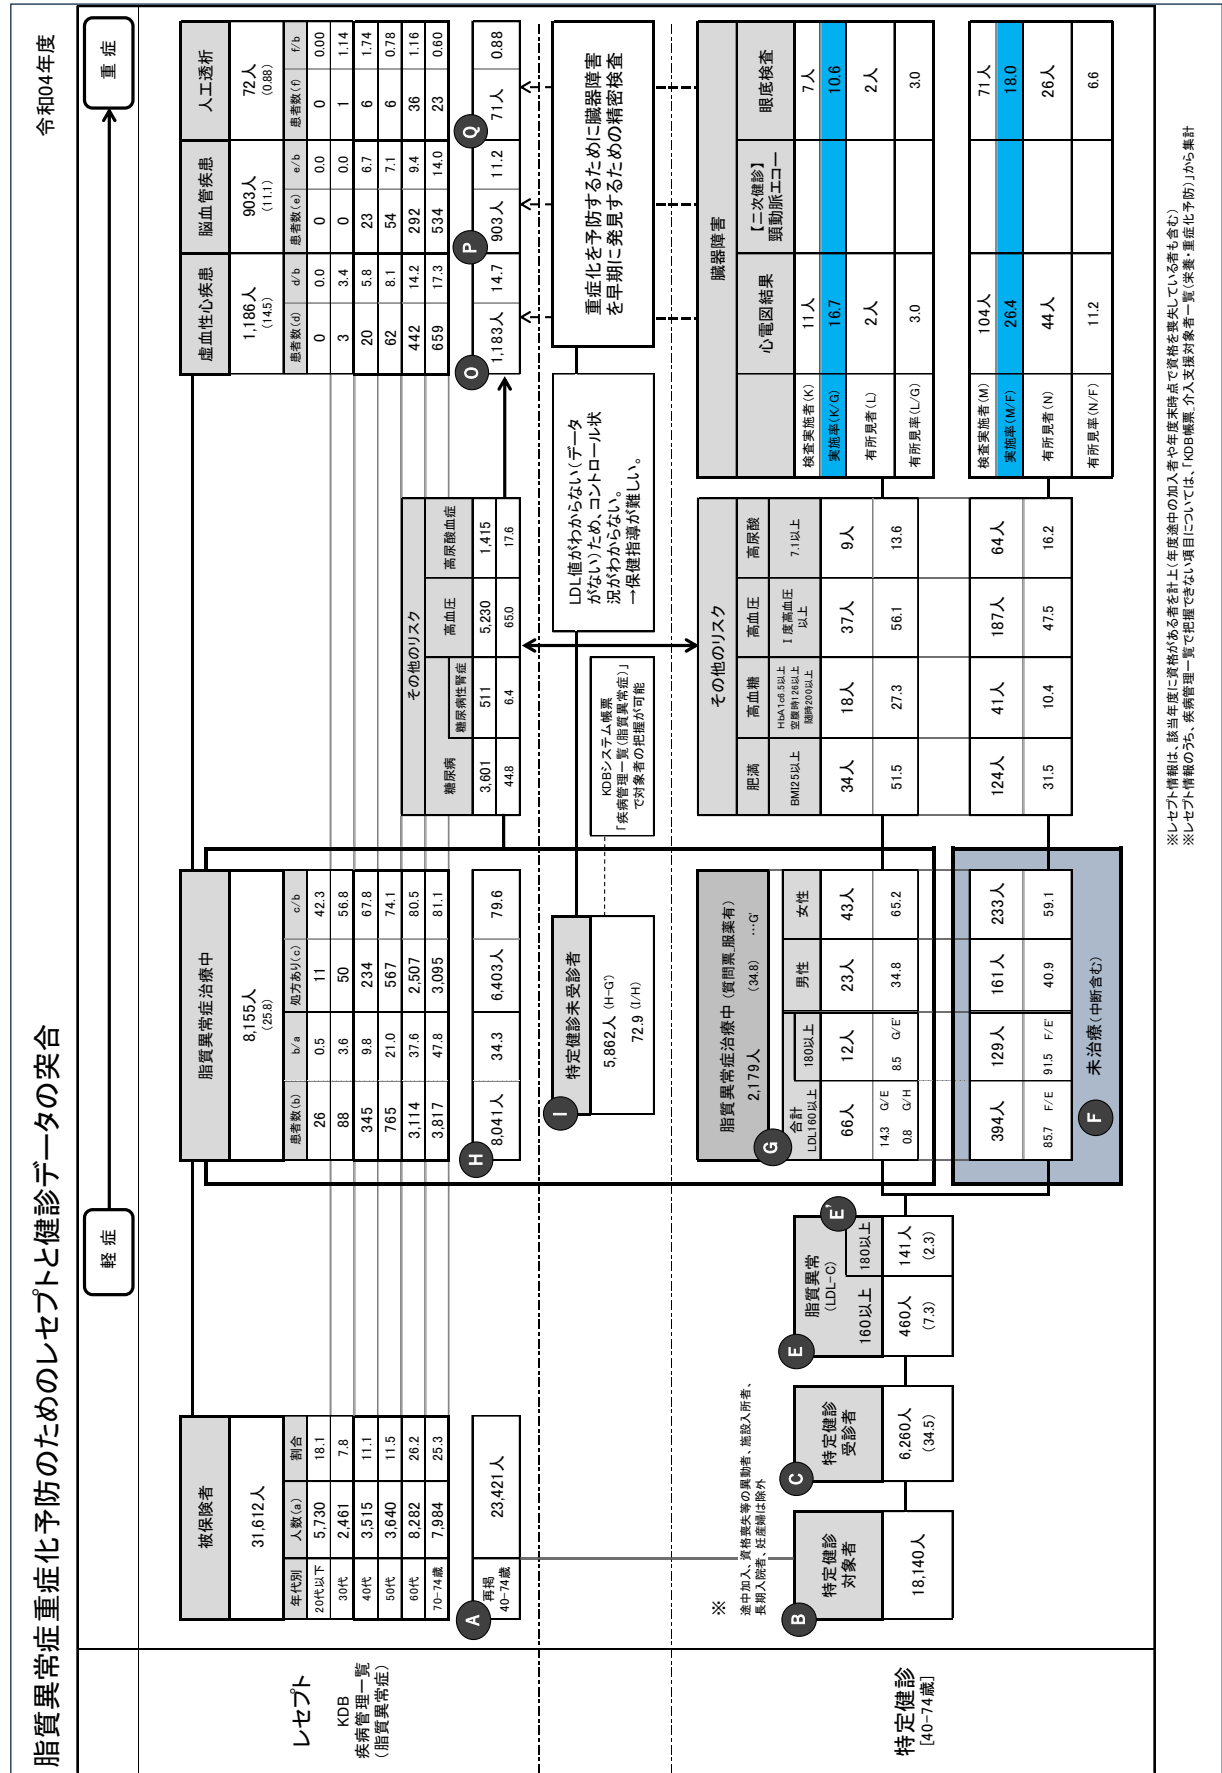 脂質異常症重症化予防のためのレセプトと健診データの突合
令和04年度
軽症
重症
レセプト
KDB
疾病管理一覧
(脂質異常症)
被保険者
31,612人
年代別 人数(a) 割合
20代以下 5,730 18.1
30代 2,461 7.8
40代 3,515 11.1
50代 3,640 11.5
60代 8,282 26.2
70-74歳 7,984 25.3
A
再掲
40-74歳
23,421人
脂質異常症治療中
8,155人
(25.8)
患者数(b) b/a 処方あり(c) c/b
26 0.5 11 42.3
88 3.6 50 56.8
345 9.8 234 67.8
765 21.0 567 74.1
3,114 37.6 2,507 80.5
3,817 47.8 3,095 81.1
H
8,041人 34.3 6,403人 79.6
その他のリスク
糖尿病 糖尿病性腎症 高血圧 高尿酸血症
3,601 511 5,230 1,415
44.8 6.4 65.0 17.6
虚血性心疾患 脳血管疾患 人工透析
1,186人 903人 72人
(14.5) (11.1) (0.88)
患者数(d) d/b 患者数(e) e/b 患者数(f) f/b
0 0.0 0 0.0 0 0.00
3 3.4 0 0.0 1 1.14
20 5.8 23 6.7 6 1.74
62 8.1 54 7.1 6 0.78
442 14.2 292 9.4 36 1.16
659 17.3 534 14.0 23 0.60
O P Q
1,183人 14.7 903人 11.2 71人 0.88
I
特定健診未受診者
5,862人 (H-G')
72.9 (I/H)
KDBシステム帳票
「疾病管理一覧(脂質異常症)」
で対象者の把握が可能
LDL値がわからない(データ
がない)ため、コントロール状
況がわからない。
→保健指導が難しい。
重症化を予防するために臓器障害
を早期に発見するための精密検査
特定健診
[40-74歳]
※
途中加入、資格喪失等の異動者、施設入所者、
長期入院者、妊産婦は除外
B
特定健診
対象者
18,140人
C
特定健診
受診者
6,260人
(34.5)
E
E'
脂質異常
(LDL-C)
160以上 180以上
460人 141人
(7.3) (2.3)
脂質異常症治療中 (質問票_服薬有)
2,179人 (34.8) …G'
G
合計
LDL160以上 180以上 男性 女性
66人 12人 23人 43人
14.3 G/E 8.5 G/E' 34.8 65.2
0.8 G/H
394人 129人 161人 233人
85.7 F/E 91.5 F/E' 40.9 59.1
F
未治療(中断含む)
その他のリスク
肥満 高血糖 高血圧 高尿酸
BMI25以上
HbA1c6.5以上
空腹時126以上
随時200以上
Ⅰ度高血圧
以上
7.1以上
34人 18人 37人 9人
51.5 27.3 56.1 13.6
124人 41人 187人 64人
31.5 10.4 47.5 16.2
臓器障害
心電図結果
【二次健診】
頸動脈エコー
眼底検査
検査実施者(K) 11人 7人
実施率(K/G) 16.7 10.6
有所見者(L) 2人 2人
有所見率(L/G) 3.0 3.0
検査実施者(M) 104人 71人
実施率(M/F) 26.4 18.0
有所見者(N) 44人 26人
有所見率(N/F) 11.2 6.6
※レセプト情報は、該当年度に資格がある者を計上(年度途中の加入者や年度末時点で資格を喪失している者も含む)
※レセプト情報のうち、疾病管理一覧で把握できない項目については、「KDB帳票_介入支援対象者一覧(栄養・重症化予防)」から集計